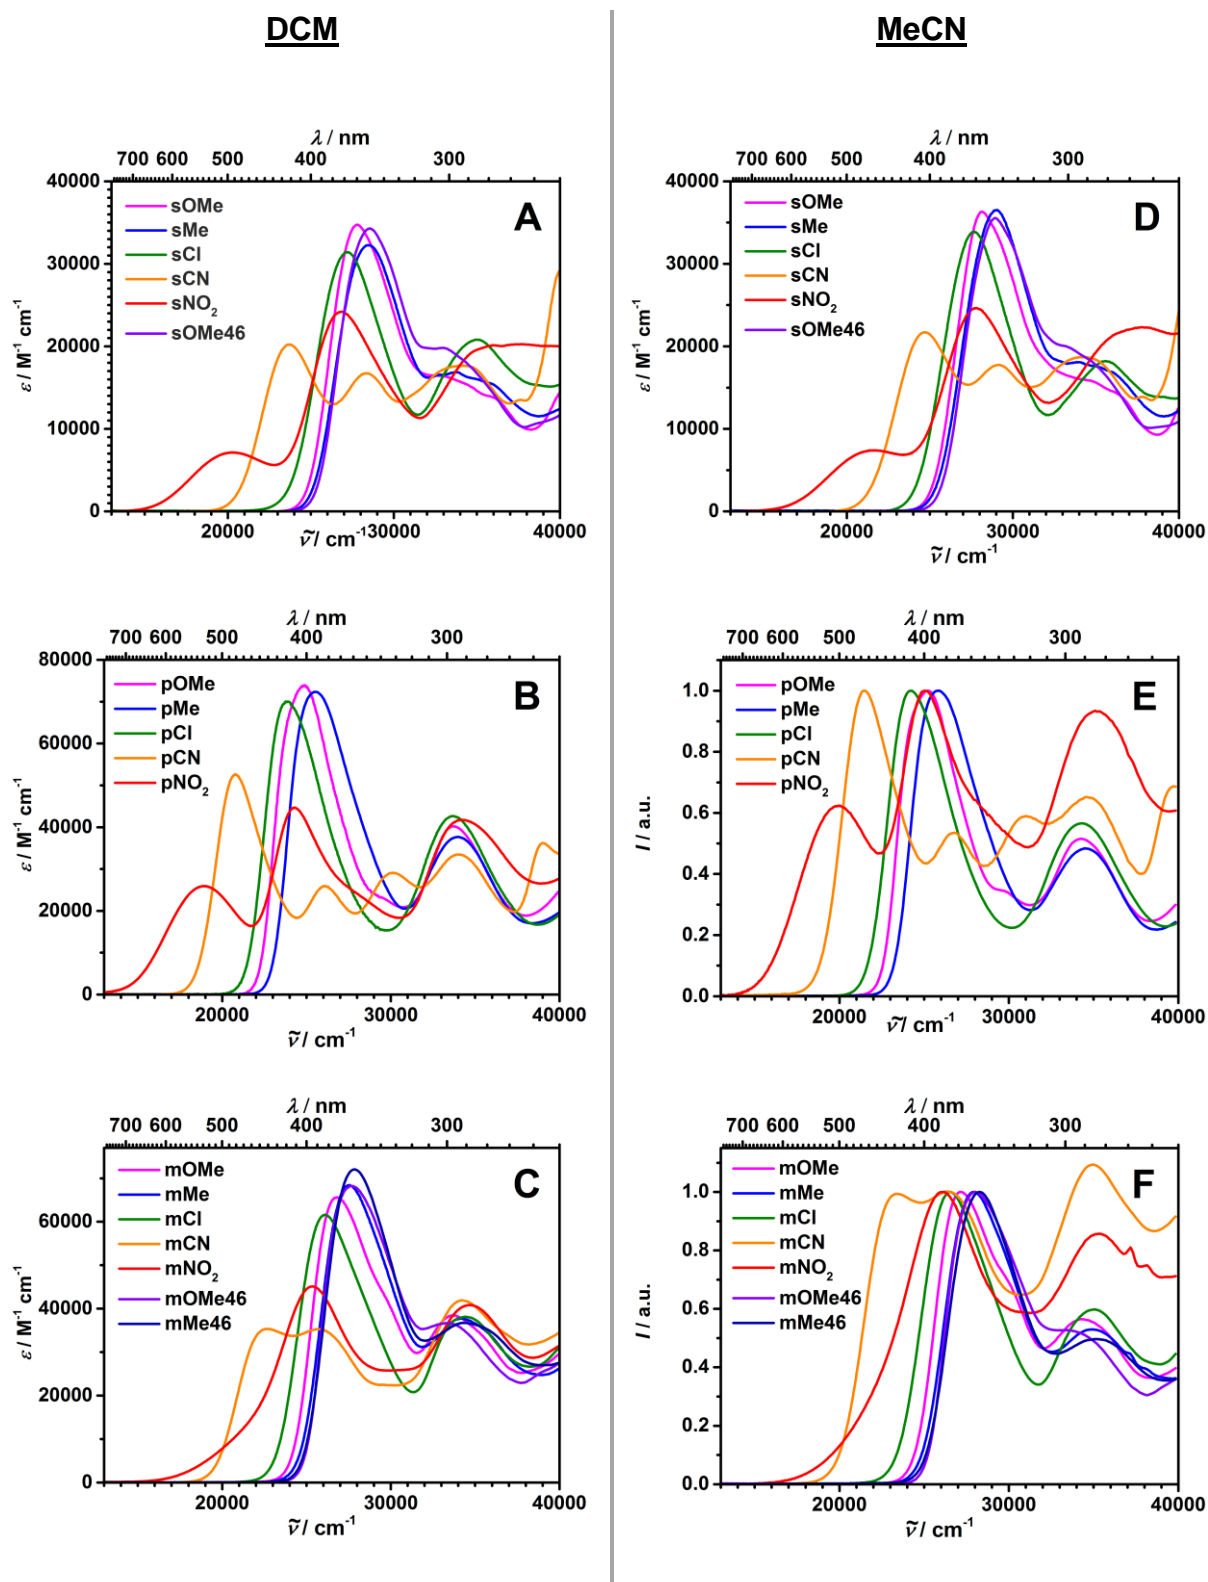 DCM
MeCN
λ / nm
700 600 500 400 300
40000
30000
20000
10000
0
ε / M⁻¹ cm⁻¹
sOMe
sMe
sCl
sCN
sNO₂
sOMe46
A
20000 30000 40000
ν̃ / cm⁻¹
λ / nm
700 600 500 400 300
40000
30000
20000
10000
0
ε / M⁻¹ cm⁻¹
sOMe
sMe
sCl
sCN
sNO₂
sOMe46
D
20000 30000 40000
ν̃ / cm⁻¹
λ / nm
700 600 500 400 300
80000
60000
40000
20000
0
ε / M⁻¹ cm⁻¹
pOMe
pMe
pCl
pCN
pNO₂
B
20000 30000 40000
ν̃ / cm⁻¹
λ / nm
700 600 500 400 300
1.0
0.8
0.6
0.4
0.2
0.0
I / a.u.
pOMe
pMe
pCl
pCN
pNO₂
E
20000 30000 40000
ν̃ / cm⁻¹
λ / nm
700 600 500 400 300
60000
40000
20000
0
ε / M⁻¹ cm⁻¹
mOMe
mMe
mCl
mCN
mNO₂
mOMe46
mMe46
C
20000 30000 40000
ν̃ / cm⁻¹
λ / nm
700 600 500 400 300
1.0
0.8
0.6
0.4
0.2
0.0
I / a.u.
mOMe
mMe
mCl
mCN
mNO₂
mOMe46
mMe46
F
20000 30000 40000
ν̃ / cm⁻¹